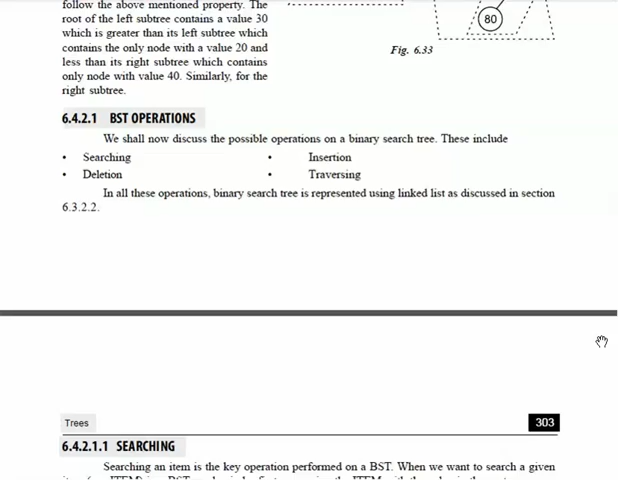 follow the above mentioned property. The
root of the left subtree contains a value 30
which is greater than its left subtree which
contains the only node with a value 20 and
less than its right subtree which contains
only node with value 40. Similarly, for the
right subtree.
80
Fig. 6.33
6.4.2.1 BST OPERATIONS
We shall now discuss the possible operations on a binary search tree. These include
• Searching • Insertion
• Deletion • Traversing
In all these operations, binary search tree is represented using linked list as discussed in section
6.3.2.2.
Trees 303
6.4.2.1.1 SEARCHING
Searching an item is the key operation performed on a BST. When we want to search a given